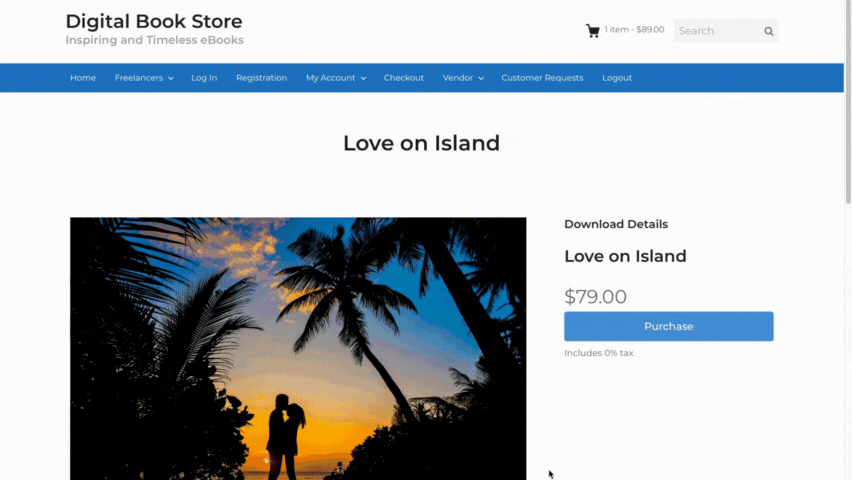 Digital Book Store
Inspiring and Timeless eBooks
1 item - $89.00
Search
Home
Freelancers
Log In
Registration
My Account
Checkout
Vendor
Customer Requests
Logout
Love on Island
Download Details
Love on Island
$79.00
Purchase
Includes 0% tax